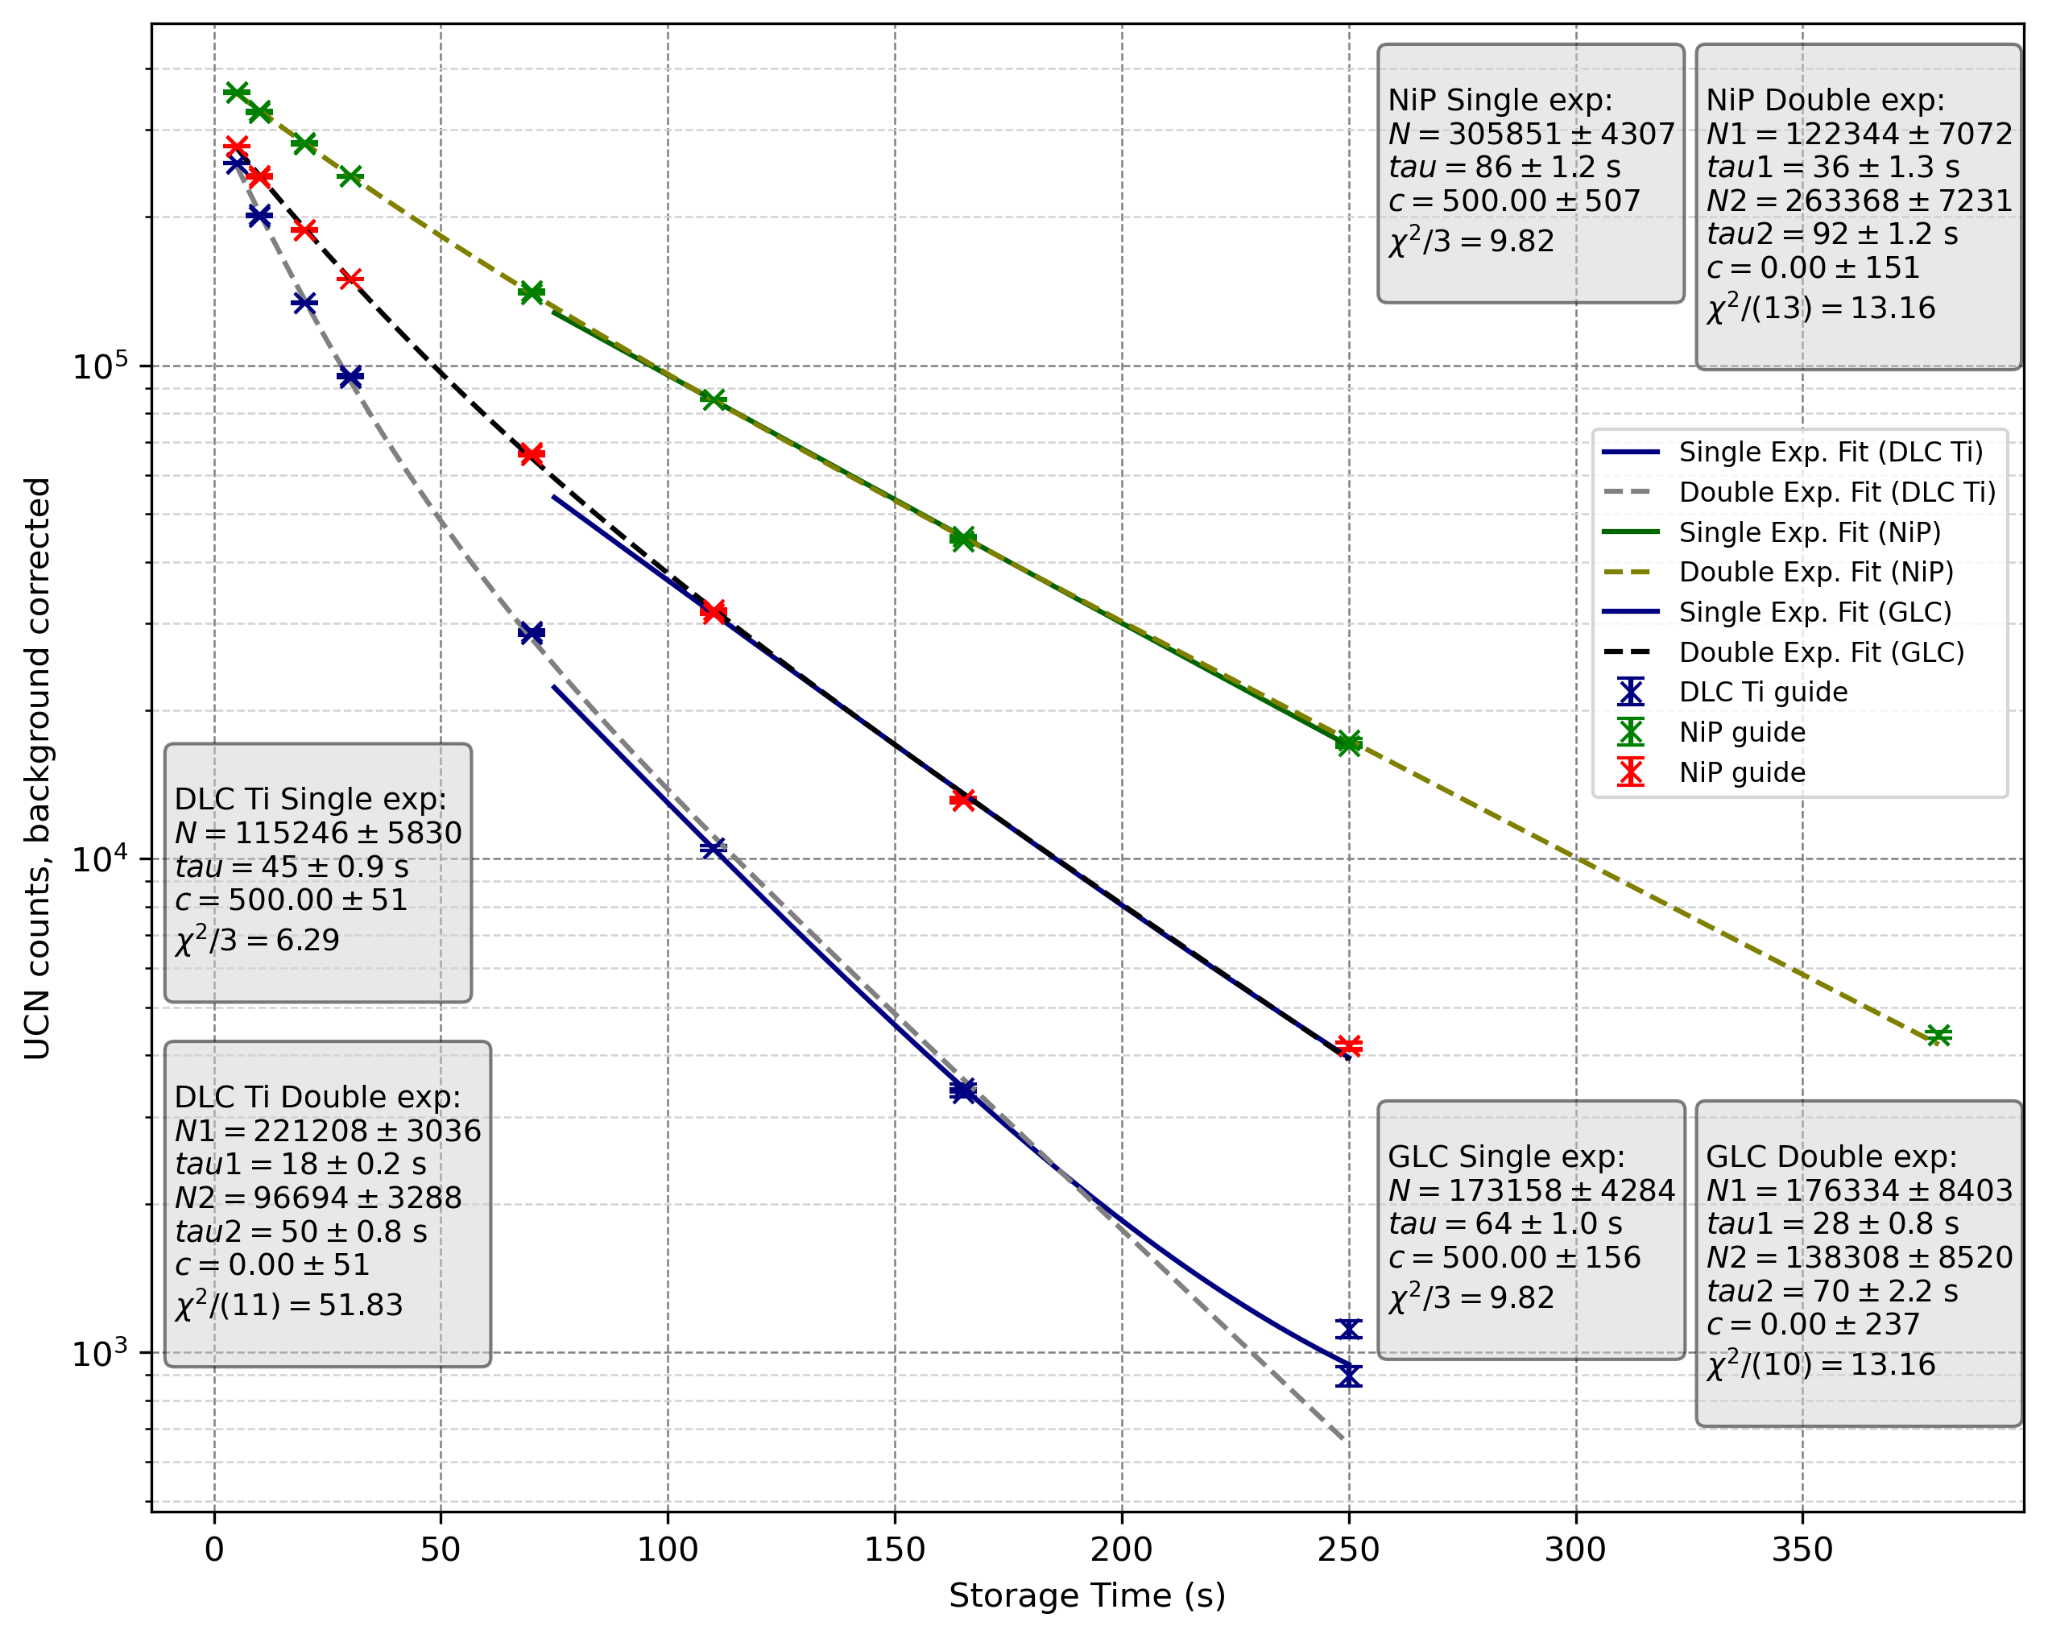 UCN counts, background corrected
10^5
10^4
10^3
NiP Single exp:
N = 305851 ± 4307
tau = 86 ± 1.2 s
c = 500.00 ± 507
χ²/3 = 9.82
NiP Double exp:
N1 = 122344 ± 7072
tau1 = 36 ± 1.3 s
N2 = 263368 ± 7231
tau2 = 92 ± 1.2 s
c = 0.00 ± 151
χ²/(13) = 13.16
Single Exp. Fit (DLC Ti)
Double Exp. Fit (DLC Ti)
Single Exp. Fit (NiP)
Double Exp. Fit (NiP)
Single Exp. Fit (GLC)
Double Exp. Fit (GLC)
DLC Ti guide
NiP guide
NiP guide
DLC Ti Single exp:
N = 115246 ± 5830
tau = 45 ± 0.9 s
c = 500.00 ± 51
χ²/3 = 6.29
DLC Ti Double exp:
N1 = 221208 ± 3036
tau1 = 18 ± 0.2 s
N2 = 96694 ± 3288
tau2 = 50 ± 0.8 s
c = 0.00 ± 51
χ²/(11) = 51.83
GLC Single exp:
N = 173158 ± 4284
tau = 64 ± 1.0 s
c = 500.00 ± 156
χ²/3 = 9.82
GLC Double exp:
N1 = 176334 ± 8403
tau1 = 28 ± 0.8 s
N2 = 138308 ± 8520
tau2 = 70 ± 2.2 s
c = 0.00 ± 237
χ²/(10) = 13.16
0 50 100 150 200 250 300 350
Storage Time (s)